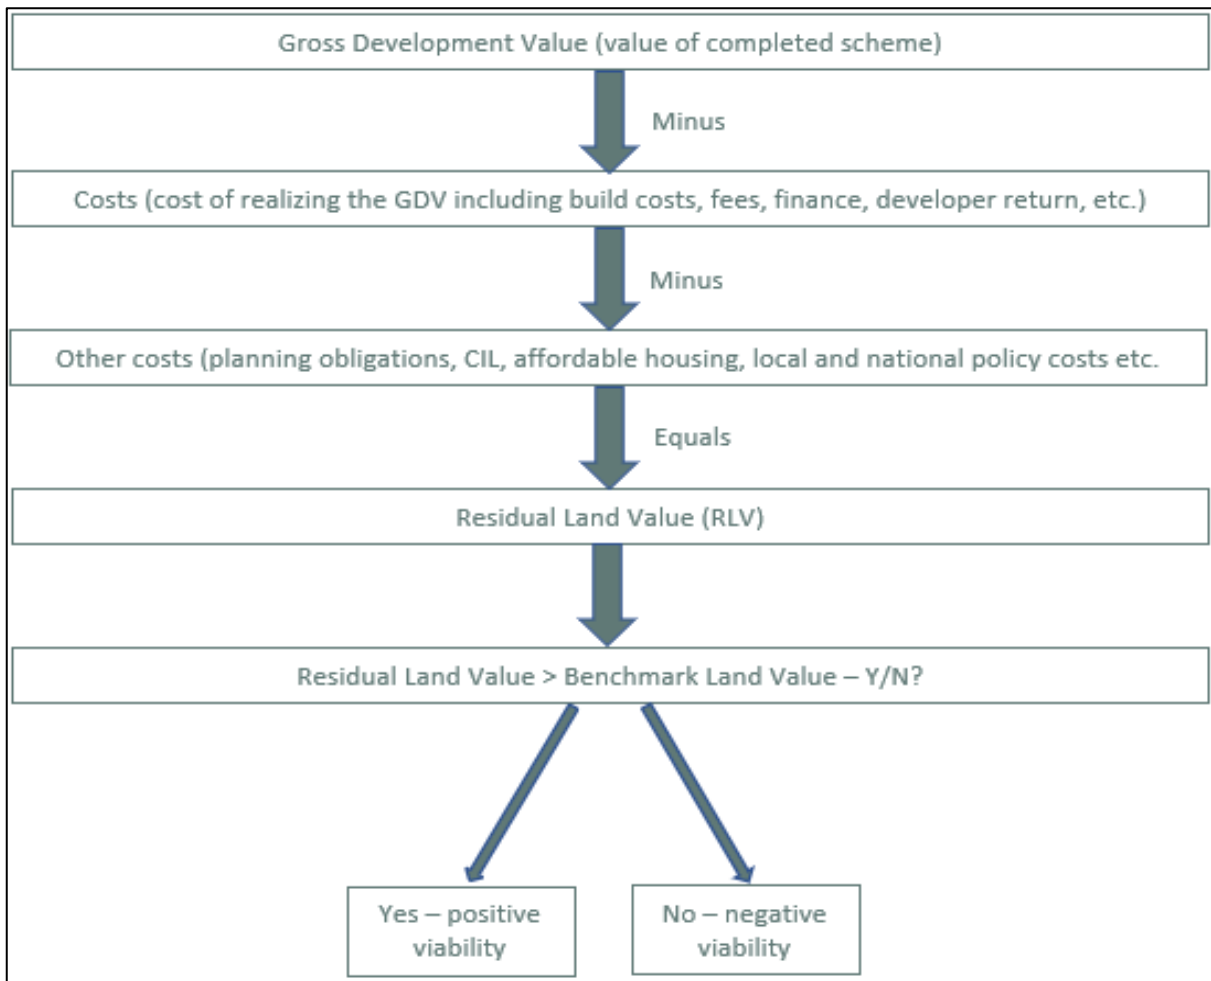 Gross Development Value (value of completed scheme)
Minus
Costs (cost of realizing the GDV including build costs, fees, finance, developer return, etc.)
Minus
Other costs (planning obligations, CIL, affordable housing, local and national policy costs etc.
Equals
Residual Land Value (RLV)
Residual Land Value > Benchmark Land Value – Y/N?
Yes – positive
viability
No – negative
viability